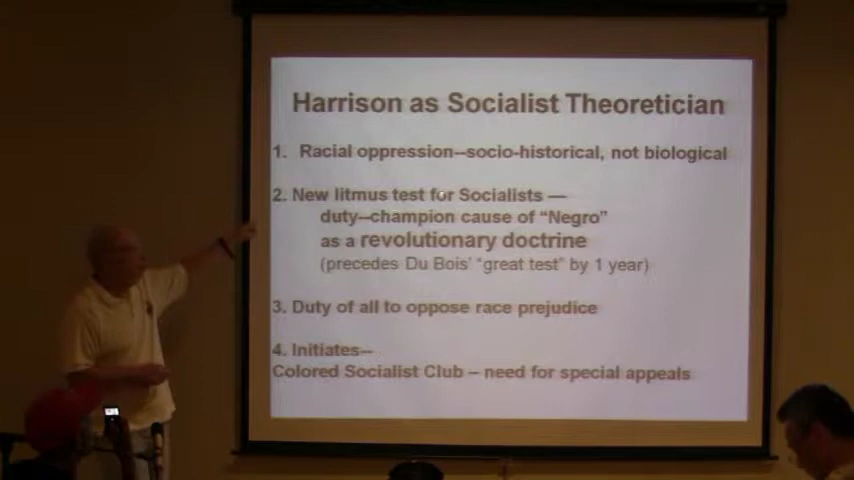 Harrison as Socialist Theoretician
1. Racial oppression–socio-historical, not biological
2. New litmus test for Socialists —
duty–champion cause of “Negro”
as a revolutionary doctrine
(precedes Du Bois’ “great test” by 1 year)
3. Duty of all to oppose race prejudice
4. Initiates–
Colored Socialist Club – need for special appeals